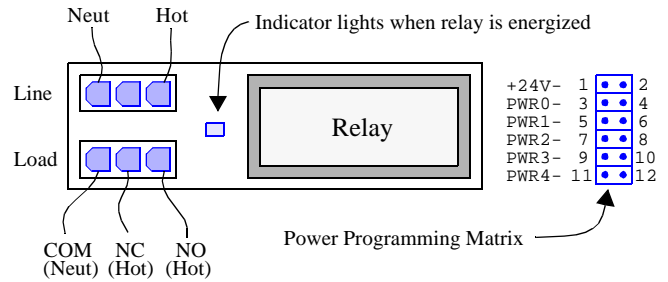 Neut Hot Indicator lights when relay is energized
Line
Load
Relay
+24V- 1 2
PWR0- 3 4
PWR1- 5 6
PWR2- 7 8
PWR3- 9 10
PWR4- 11 12
COM NC NO
(Neut) (Hot) (Hot)
Power Programming Matrix